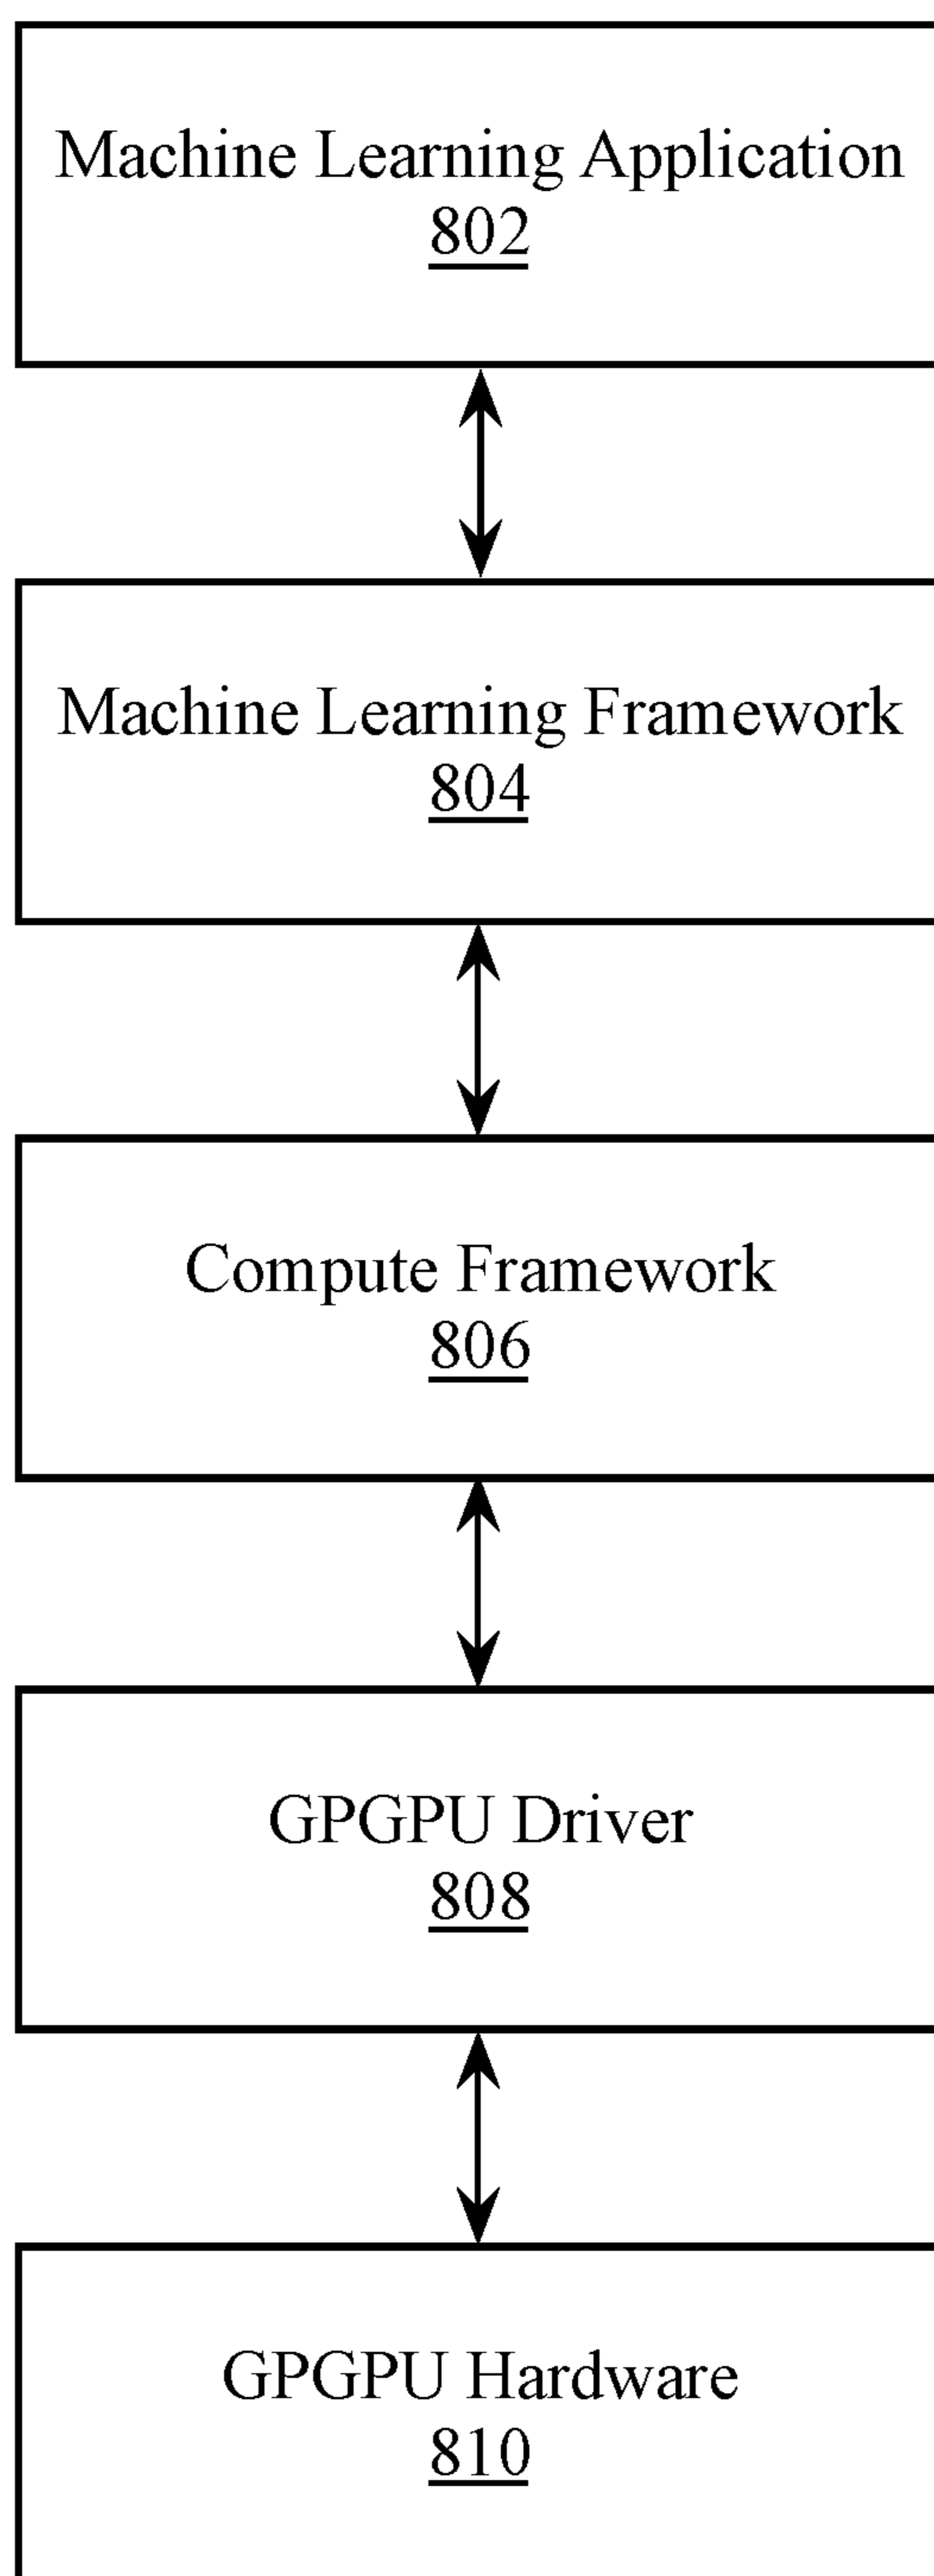 Machine Learning Application
802
Machine Learning Framework
804
Compute Framework
806
GPGPU Driver
808
GPGPU Hardware
810